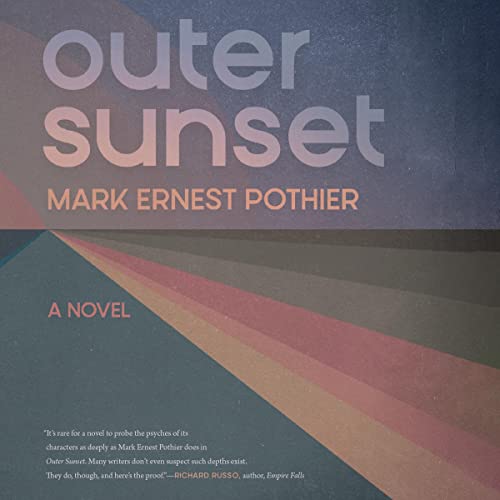 outer
sunset
MARK ERNEST POTHIER
A NOVEL
“It’s rare for a novel to probe the psyches of its
characters as deeply as Mark Ernest Pothier does in
Outer Sunset. Many writers don’t even suspect such depths exist.
They do, though, and here’s the proof.”—RICHARD RUSSO, author, Empire Falls